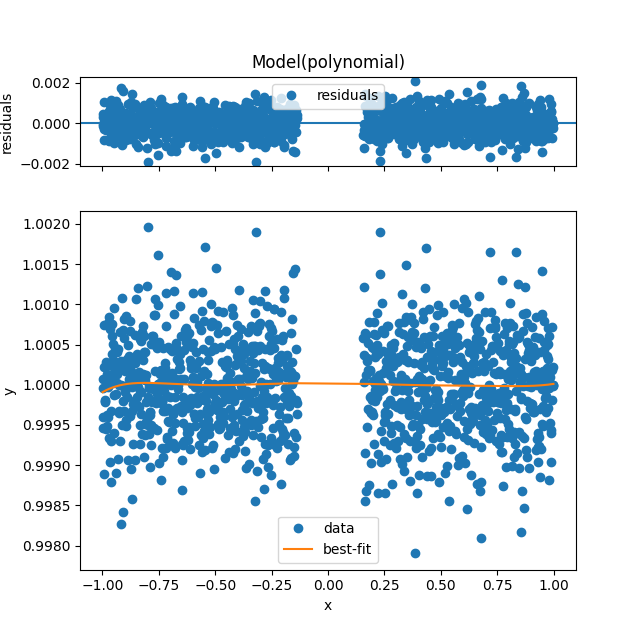 Model(polynomial)
residuals
0.002
0.000
−0.002
residuals
1.0020
1.0015
1.0010
1.0005
1.0000
0.9995
0.9990
0.9985
0.9980
y
data
best-fit
−1.00 −0.75 −0.50 −0.25 0.00 0.25 0.50 0.75 1.00
x